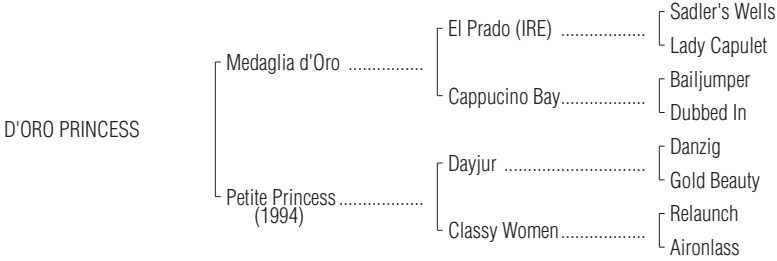 Sadler's Wells
El Prado (IRE) ..................
Lady Capulet
Medaglia d'Oro ................
Bailjumper
Cappucino Bay..................
Dubbed In
D'ORO PRINCESS
Danzig
Dayjur ..............................
Gold Beauty
Petite Princess ..................
(1994)
Relaunch
Classy Women..................
Aironlass